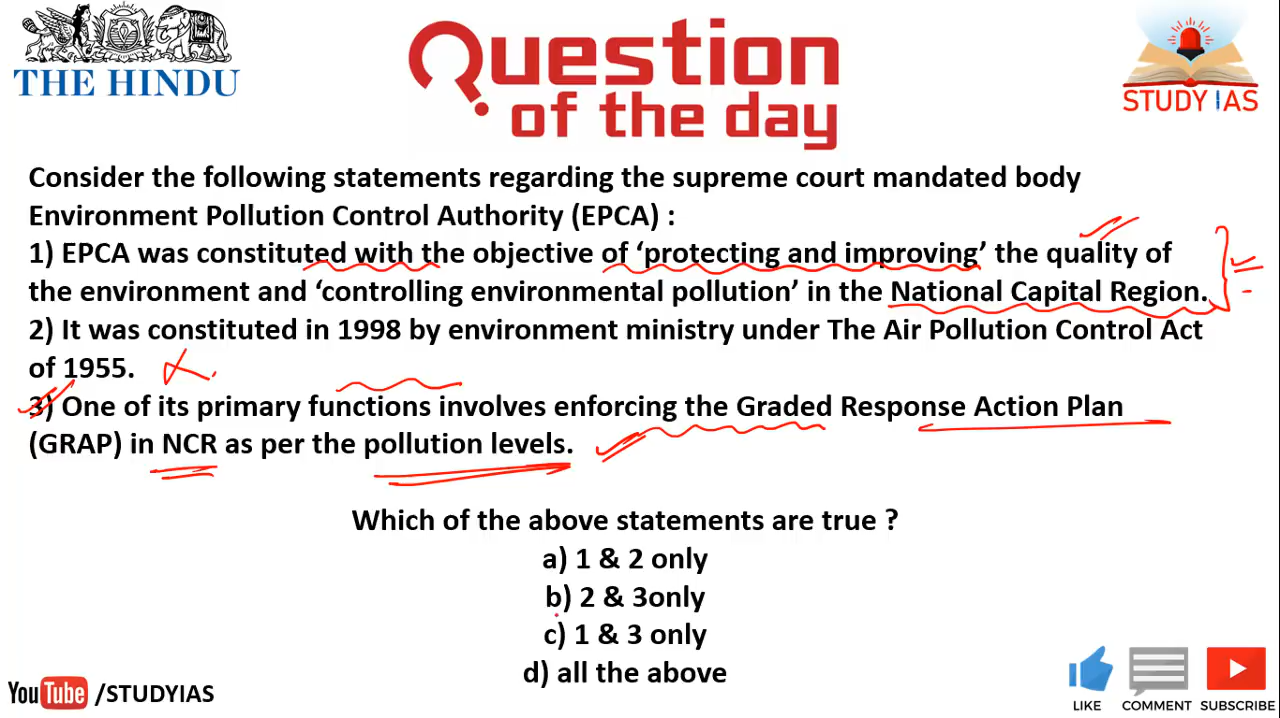 THE HINDU
Question
of the day
STUDY IAS
Consider the following statements regarding the supreme court mandated body
Environment Pollution Control Authority (EPCA) :
1) EPCA was constituted with the objective of ‘protecting and improving’ the quality of
the environment and ‘controlling environmental pollution’ in the National Capital Region.
2) It was constituted in 1998 by environment ministry under The Air Pollution Control Act
of 1955.
3) One of its primary functions involves enforcing the Graded Response Action Plan
(GRAP) in NCR as per the pollution levels.
Which of the above statements are true ?
a) 1 & 2 only
b) 2 & 3only
c) 1 & 3 only
d) all the above
YouTube /STUDYIAS
LIKE COMMENT SUBSCRIBE